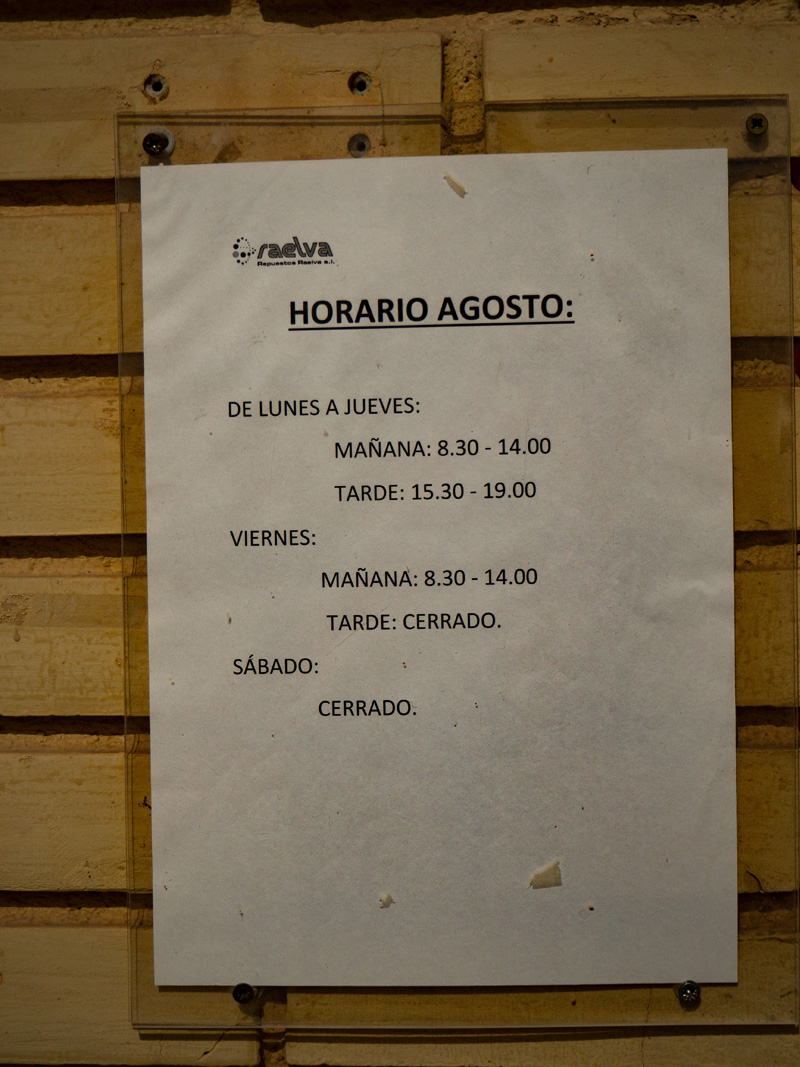 raelva
Repuestos Raelva s.l.
HORARIO AGOSTO:
DE LUNES A JUEVES:
MAÑANA: 8.30 - 14.00
TARDE: 15.30 - 19.00
VIERNES:
MAÑANA: 8.30 - 14.00
TARDE: CERRADO.
SÁBADO:
CERRADO.